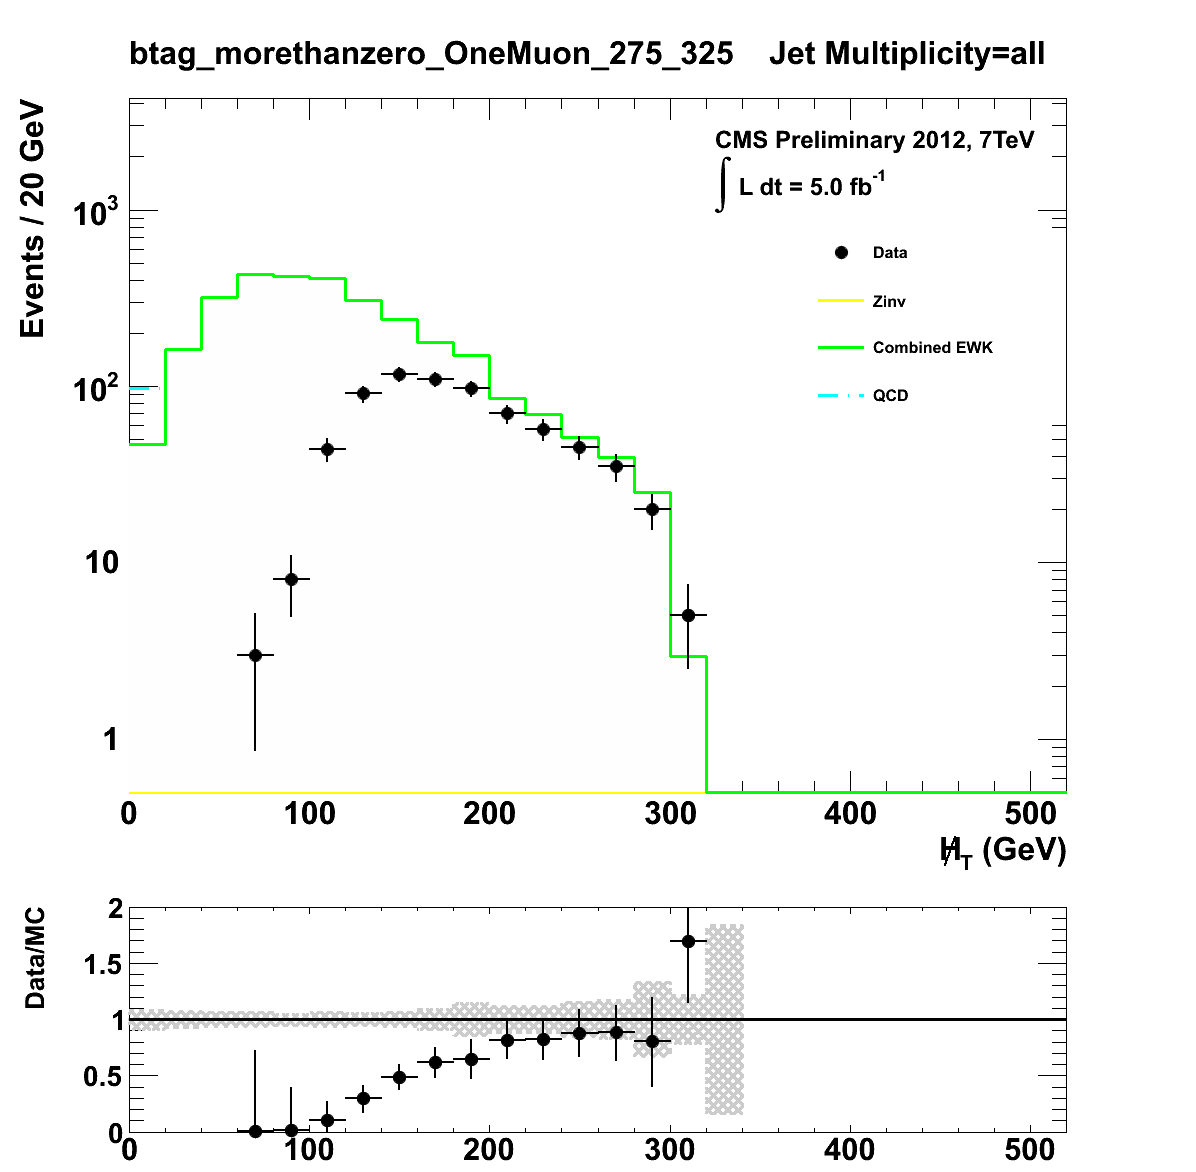 btag_morethanzero_OneMuon_275_325 Jet Multiplicity=all
Events / 20 GeV
CMS Preliminary 2012, 7TeV
∫ L dt = 5.0 fb⁻¹
Data
Zinv
Combined EWK
QCD
10³
10²
10
1
0 100 200 300 400 500
H̸_T (GeV)
Data/MC
2
1.5
1
0.5
0
0 100 200 300 400 500